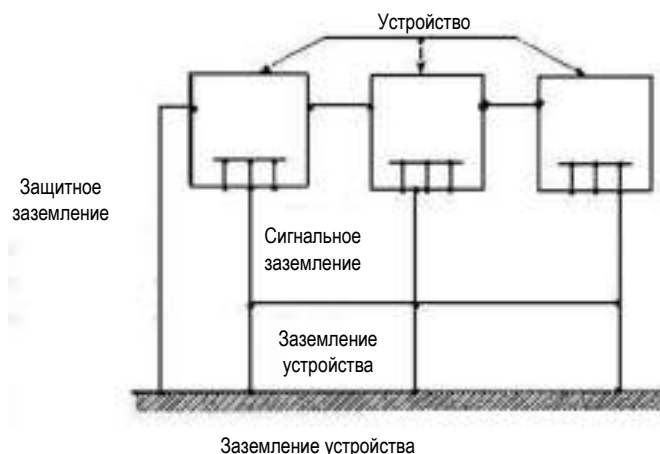 Устройство
Защитное
заземление
Сигнальное
заземление
Заземление
устройства
Заземление устройства